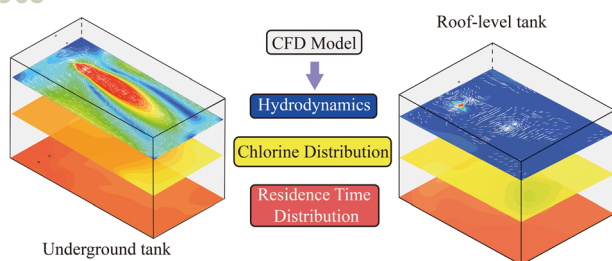 Roof-level tank
CFD Model
Hydrodynamics
Chlorine Distribution
Residence Time
Distribution
Underground tank